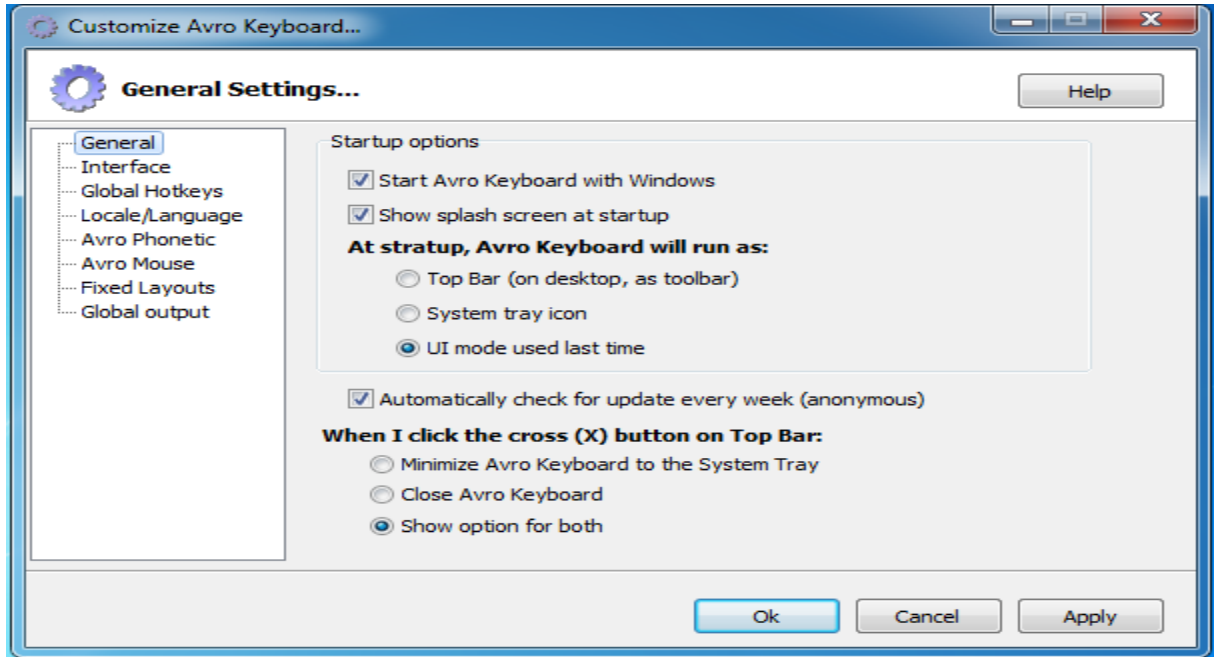 Customize Avro Keyboard...
General Settings...
Help
General
Interface
Global Hotkeys
Locale/Language
Avro Phonetic
Avro Mouse
Fixed Layouts
Global output
Startup options
Start Avro Keyboard with Windows
Show splash screen at startup
At stratup, Avro Keyboard will run as:
Top Bar (on desktop, as toolbar)
System tray icon
UI mode used last time
Automatically check for update every week (anonymous)
When I click the cross (X) button on Top Bar:
Minimize Avro Keyboard to the System Tray
Close Avro Keyboard
Show option for both
Ok Cancel Apply